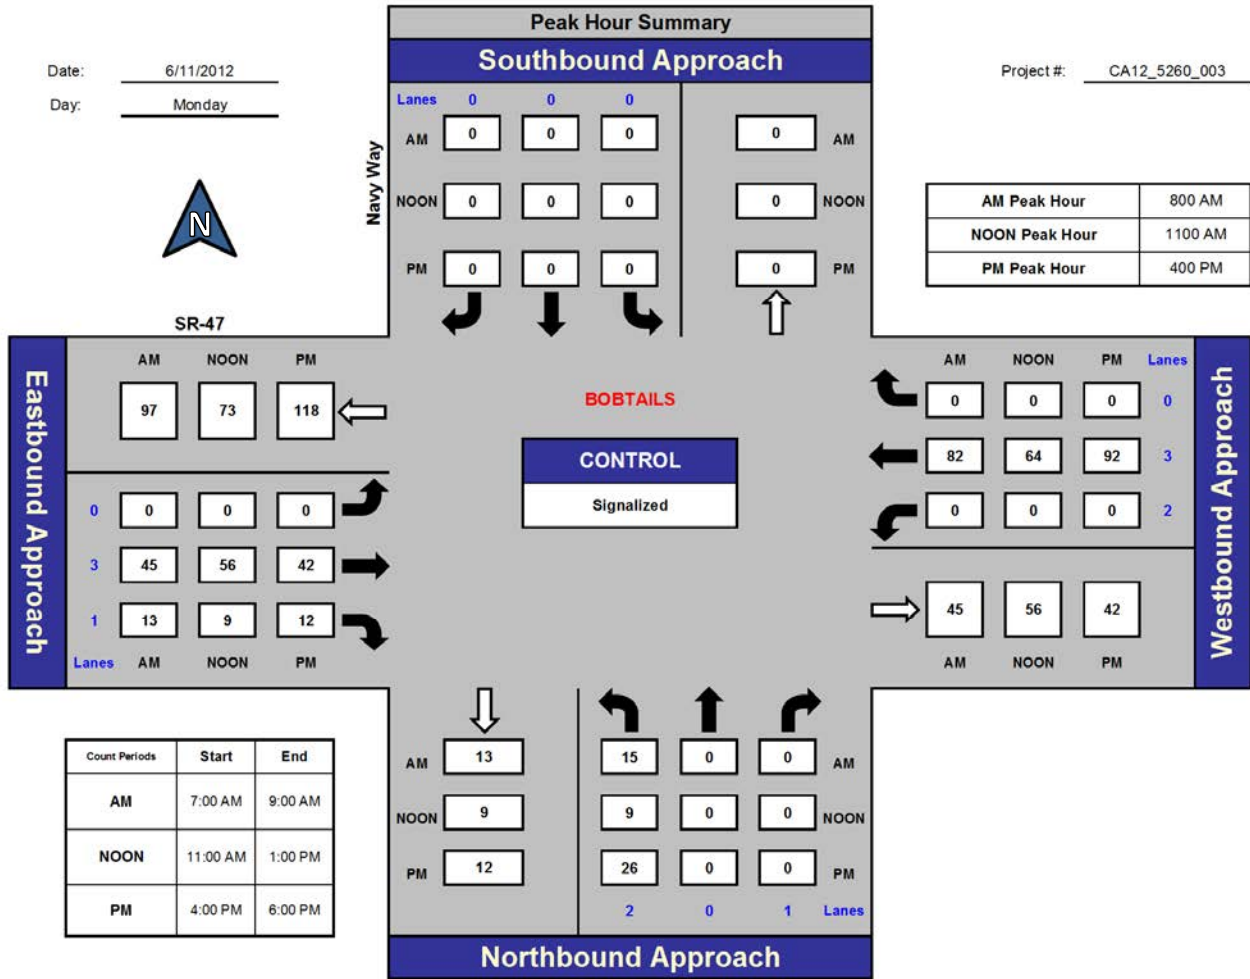 Peak Hour Summary
Southbound Approach
Date: 6/11/2012
Day: Monday
Project #: CA12_5260_003
Lanes 0 0 0
AM 0 0 0 0 AM
NOON 0 0 0 0 NOON
PM 0 0 0 0 PM
Navy Way
N
AM Peak Hour 800 AM
NOON Peak Hour 1100 AM
PM Peak Hour 400 PM
SR-47
Eastbound Approach
AM NOON PM
97 73 118
0 0 0 0
3 45 56 42
1 13 9 12
Lanes AM NOON PM
BOBTAILS
CONTROL
Signalized
AM NOON PM Lanes
0 0 0 0
82 64 92 3
0 0 0 2
45 56 42
AM NOON PM
Westbound Approach
Count Periods Start End
AM 7:00 AM 9:00 AM
NOON 11:00 AM 1:00 PM
PM 4:00 PM 6:00 PM
AM 13 15 0 0 AM
NOON 9 9 0 0 NOON
PM 12 26 0 0 PM
2 0 1 Lanes
Northbound Approach